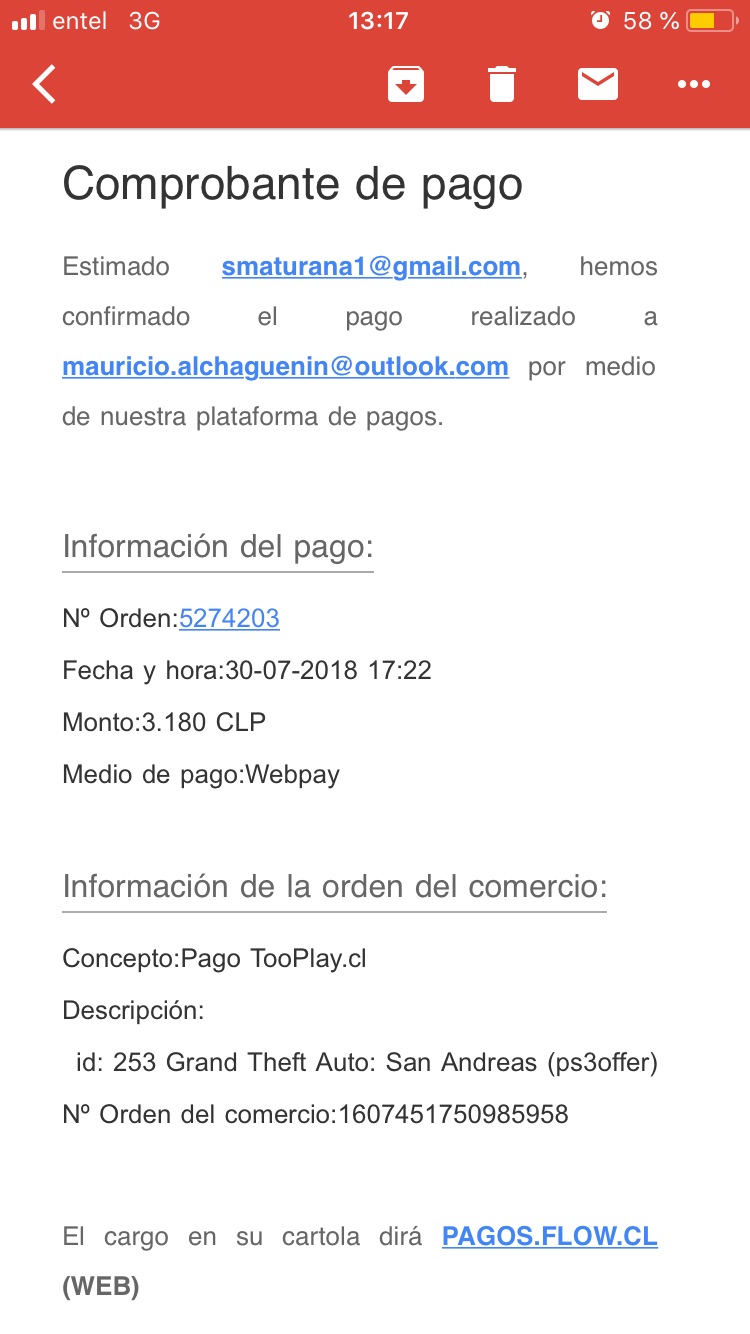 entel 3G 13:17 58 %
Comprobante de pago
Estimado smaturana1@gmail.com, hemos
confirmado el pago realizado a
mauricio.alchaguenin@outlook.com por medio
de nuestra plataforma de pagos.
Información del pago:
Nº Orden:5274203
Fecha y hora:30-07-2018 17:22
Monto:3.180 CLP
Medio de pago:Webpay
Información de la orden del comercio:
Concepto:Pago TooPlay.cl
Descripción:
id: 253 Grand Theft Auto: San Andreas (ps3offer)
Nº Orden del comercio:1607451750985958
El cargo en su cartola dirá PAGOS.FLOW.CL
(WEB)